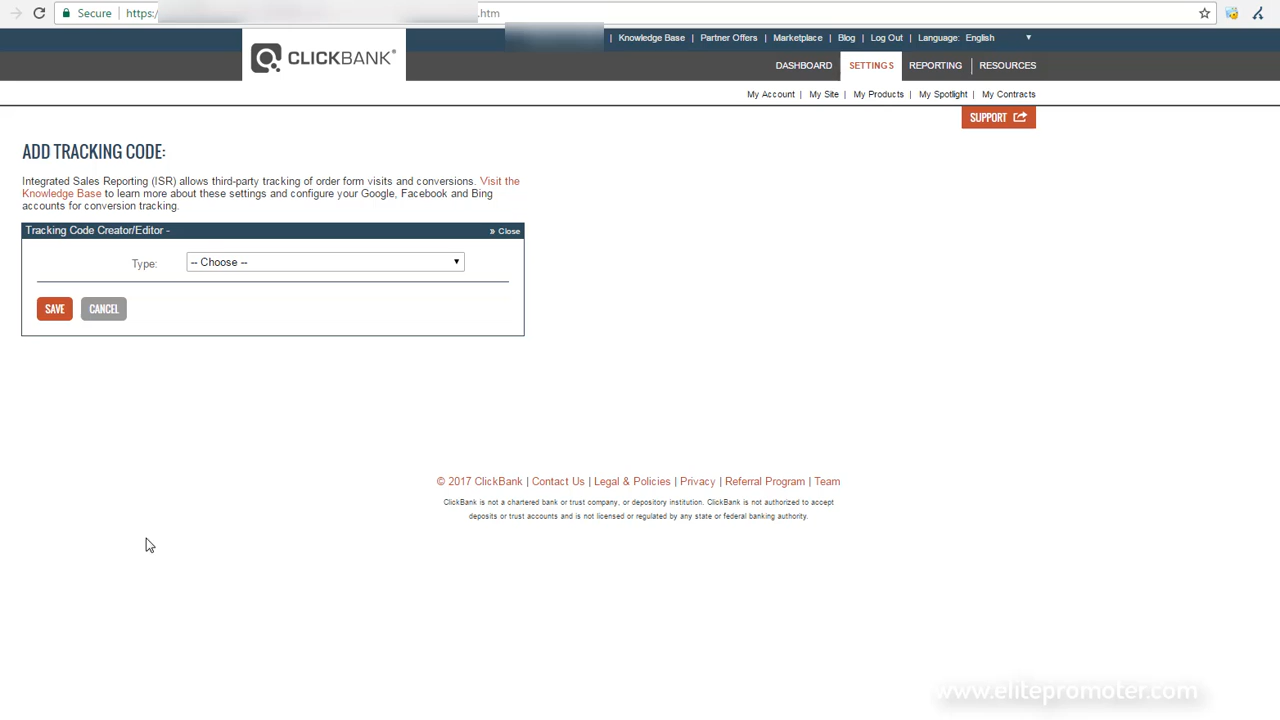 Secure https:/ .htm
| Knowledge Base | Partner Offers | Marketplace | Blog | Log Out | Language: English
CLICKBANK®
DASHBOARD SETTINGS REPORTING RESOURCES
My Account | My Site | My Products | My Spotlight | My Contracts
SUPPORT
ADD TRACKING CODE:
Integrated Sales Reporting (ISR) allows third-party tracking of order form visits and conversions. Visit the
Knowledge Base to learn more about these settings and configure your Google, Facebook and Bing
accounts for conversion tracking.
Tracking Code Creator/Editor - » Close
Type: -- Choose --
SAVE CANCEL
© 2017 ClickBank | Contact Us | Legal & Policies | Privacy | Referral Program | Team
ClickBank is not a chartered bank or trust company, or depository institution. ClickBank is not authorized to accept
deposits or trust accounts and is not licensed or regulated by any state or federal banking authority.
www.elitepromoter.com